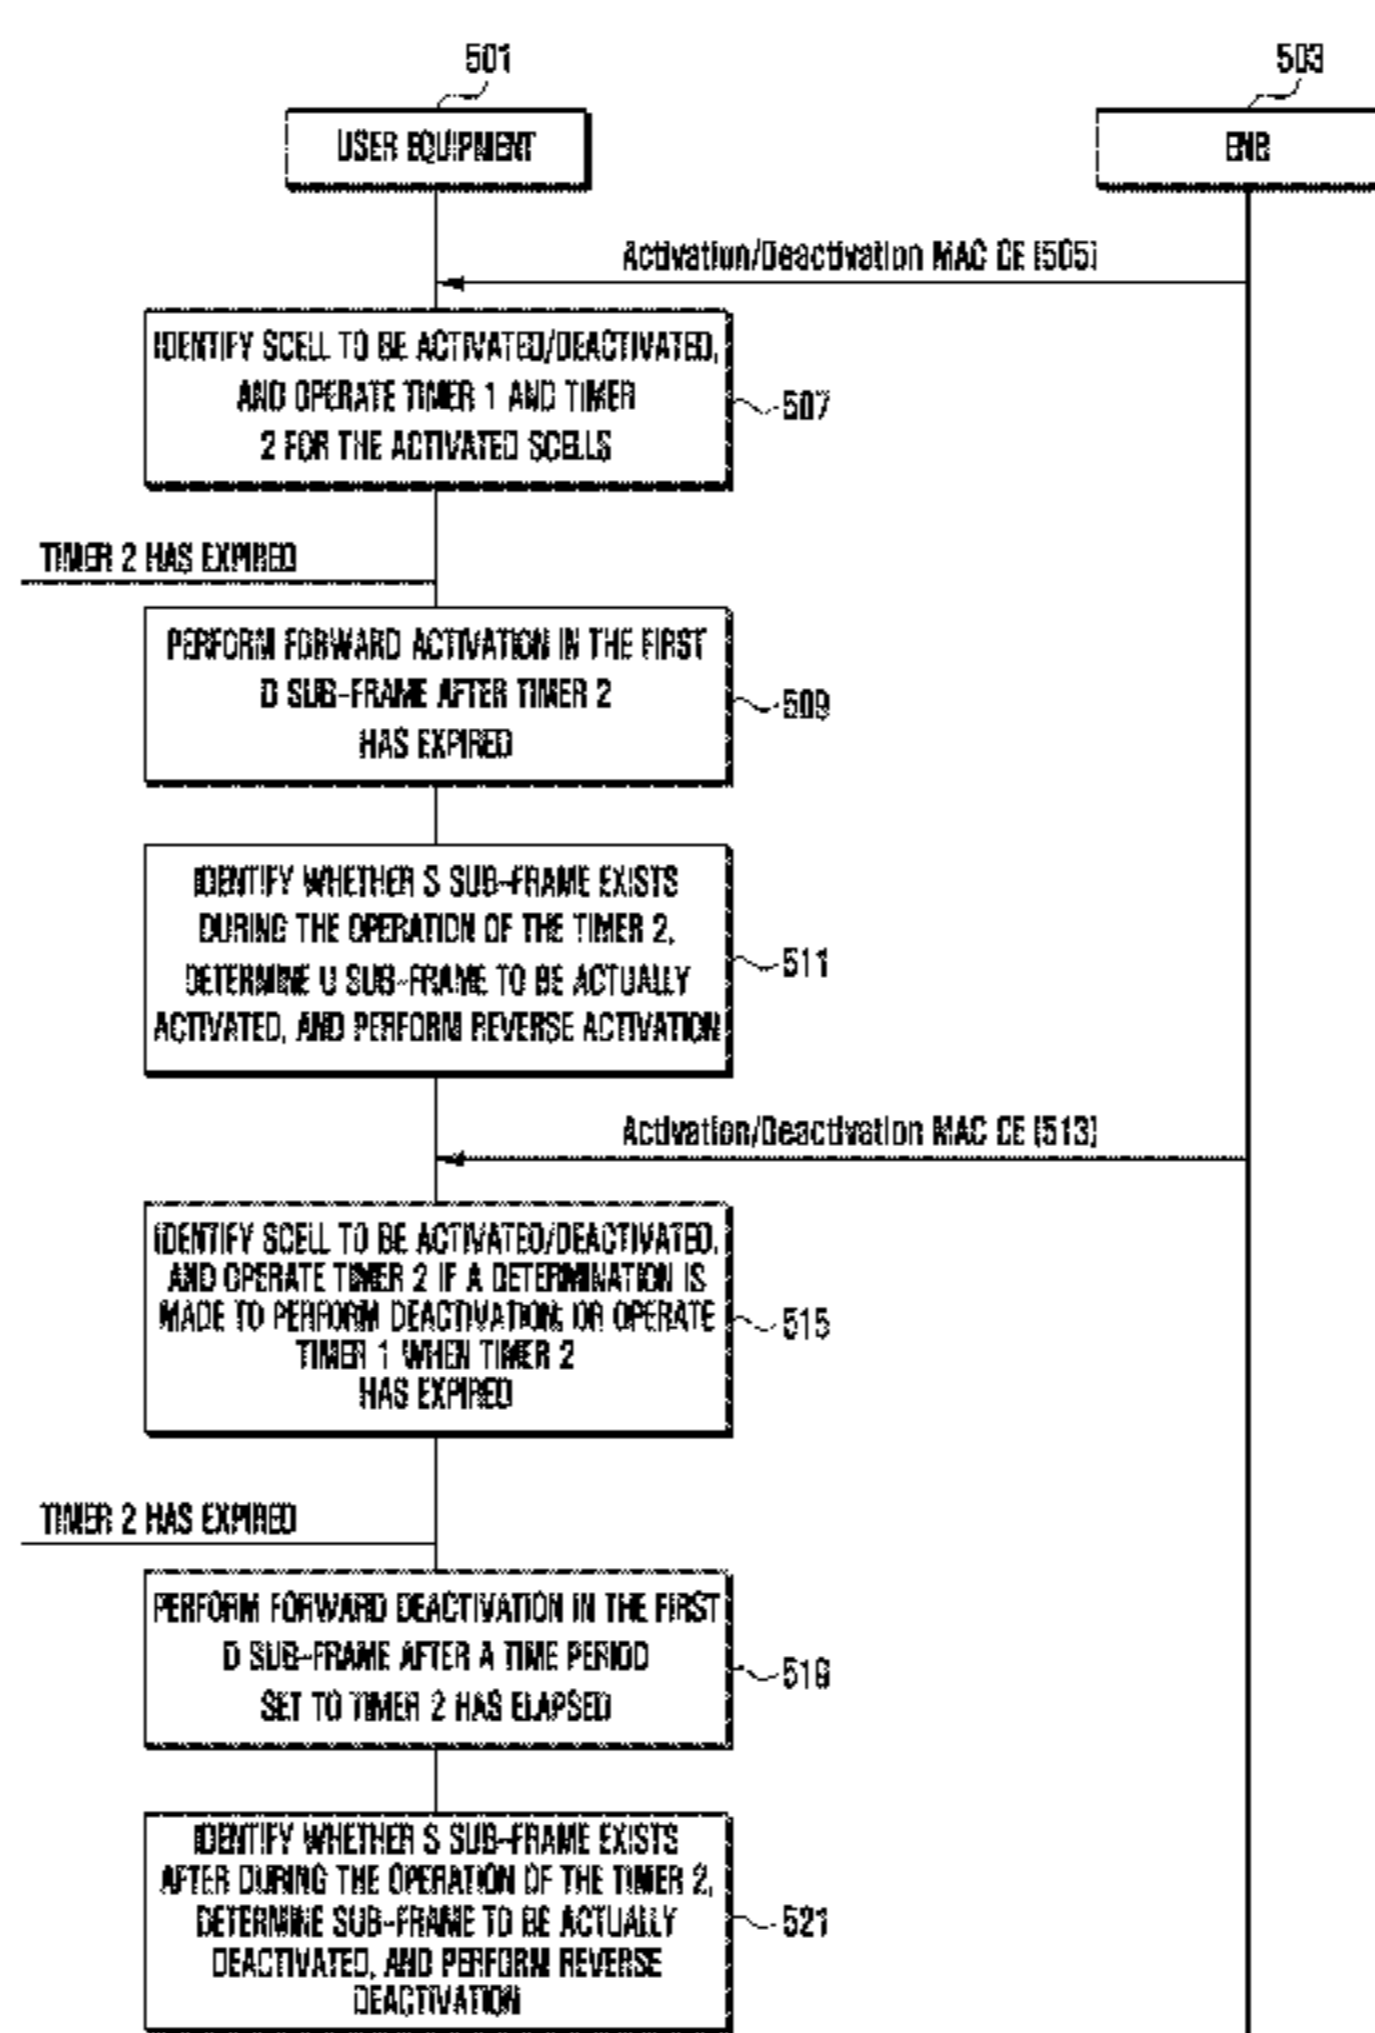 501
503
USER EQUIPMENT
ENB
Activation/Deactivation MAC CE (505)
IDENTIFY SCELL TO BE ACTIVATED/DEACTIVATED,
AND OPERATE TIMER 1 AND TIMER
2 FOR THE ACTIVATED SCELLS
507
TIMER 2 HAS EXPIRED
PERFORM FORWARD ACTIVATION IN THE FIRST
D SUB-FRAME AFTER TIMER 2
HAS EXPIRED
509
IDENTIFY WHETHER S SUB-FRAME EXISTS
DURING THE OPERATION OF THE TIMER 2,
DETERMINE U SUB-FRAME TO BE ACTUALLY
ACTIVATED, AND PERFORM REVERSE ACTIVATION
511
Activation/Deactivation MAC CE (513)
IDENTIFY SCELL TO BE ACTIVATED/DEACTIVATED,
AND OPERATE TIMER 2 IF A DETERMINATION IS
MADE TO PERFORM DEACTIVATION; OR OPERATE
TIMER 1 WHEN TIMER 2
HAS EXPIRED
515
TIMER 2 HAS EXPIRED
PERFORM FORWARD DEACTIVATION IN THE FIRST
D SUB-FRAME AFTER A TIME PERIOD
SET TO TIMER 2 HAS ELAPSED
519
IDENTIFY WHETHER S SUB-FRAME EXISTS
AFTER DURING THE OPERATION OF THE TIMER 2,
DETERMINE SUB-FRAME TO BE ACTUALLY
DEACTIVATED, AND PERFORM REVERSE
DEACTIVATION
521